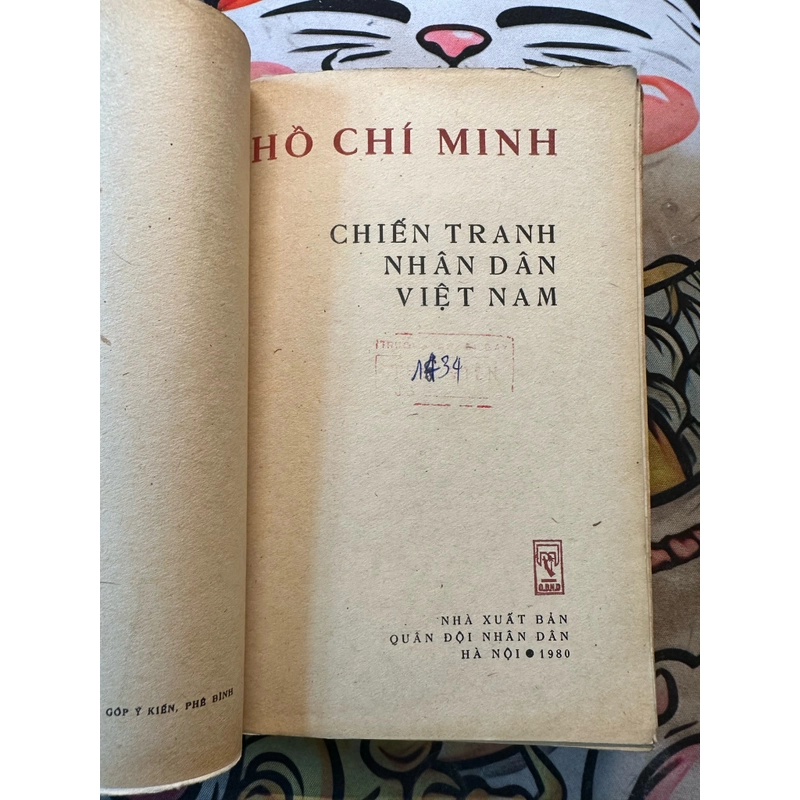 HỒ CHÍ MINH
CHIẾN TRANH
NHÂN DÂN
VIỆT NAM
34
Q.Đ.N.D
NHÀ XUẤT BẢN
QUÂN ĐỘI NHÂN DÂN
HÀ NỘI ● 1980
GÓP Ý KIẾN, PHÊ BÌNH